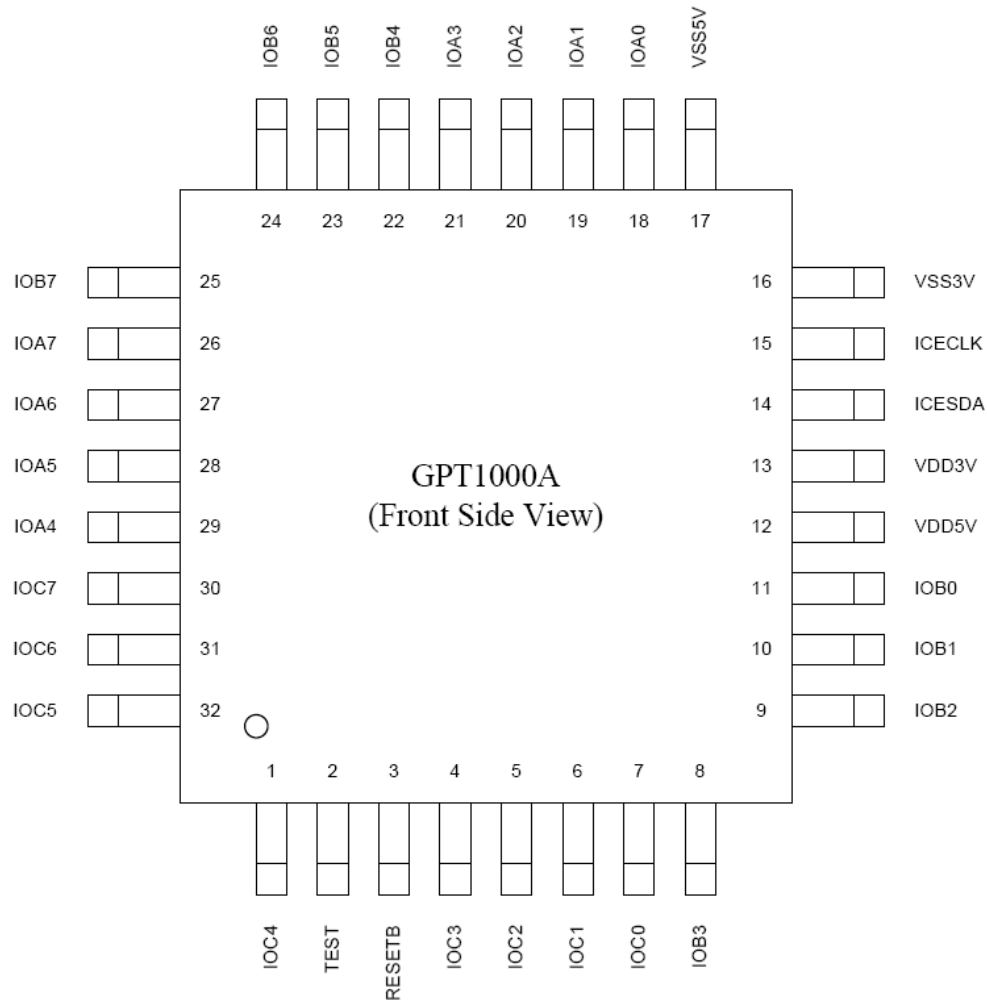 IOB6 IOB5 IOB4 IOA3 IOA2 IOA1 IOA0 VSS5V
24 23 22 21 20 19 18 17
IOB7 25 16 VSS3V
IOA7 26 15 ICECLK
IOA6 27 14 ICESDA
IOA5 28 13 VDD3V
GPT1000A
(Front Side View)
IOA4 29 12 VDD5V
IOC7 30 11 IOB0
IOC6 31 10 IOB1
IOC5 32 9 IOB2
1 2 3 4 5 6 7 8
IOC4 TEST RESETB IOC3 IOC2 IOC1 IOC0 IOB3